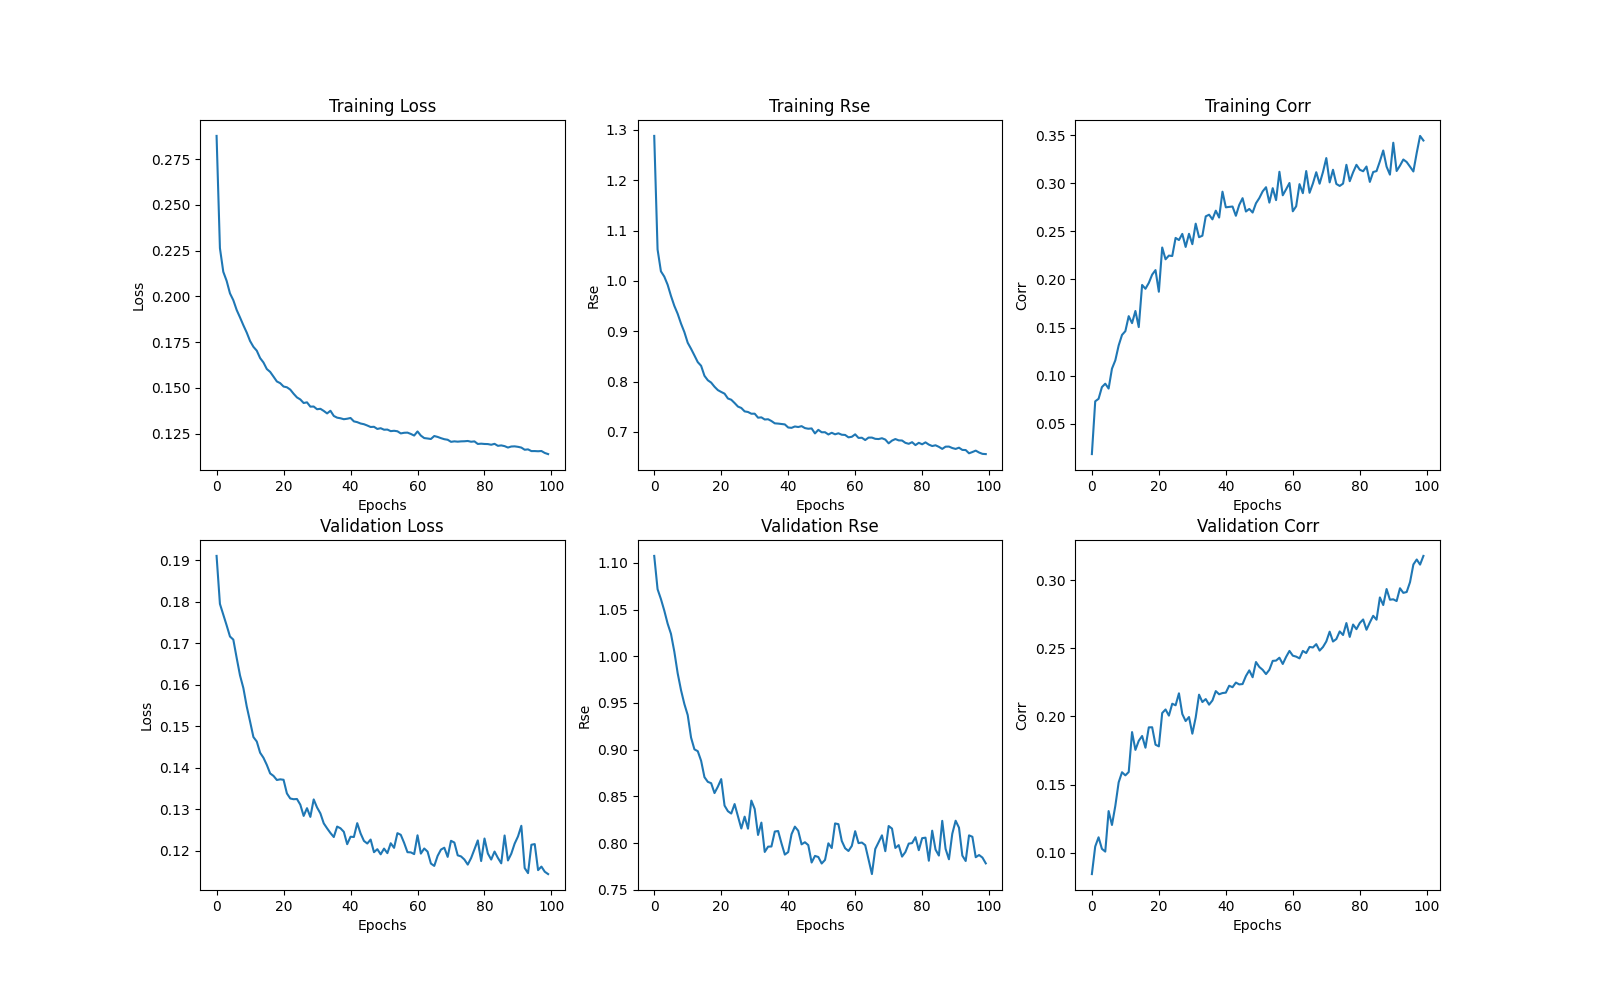 Training Loss
Training Rse
Training Corr
0.275
0.250
0.225
0.200
0.175
0.150
0.125
Loss
0 20 40 60 80 100
Epochs
1.3
1.2
1.1
1.0
0.9
0.8
0.7
Rse
0 20 40 60 80 100
Epochs
0.35
0.30
0.25
0.20
0.15
0.10
0.05
Corr
0 20 40 60 80 100
Epochs
Validation Loss
Validation Rse
Validation Corr
0.19
0.18
0.17
0.16
0.15
0.14
0.13
0.12
Loss
0 20 40 60 80 100
Epochs
1.10
1.05
1.00
0.95
0.90
0.85
0.80
0.75
Rse
0 20 40 60 80 100
Epochs
0.30
0.25
0.20
0.15
0.10
Corr
0 20 40 60 80 100
Epochs